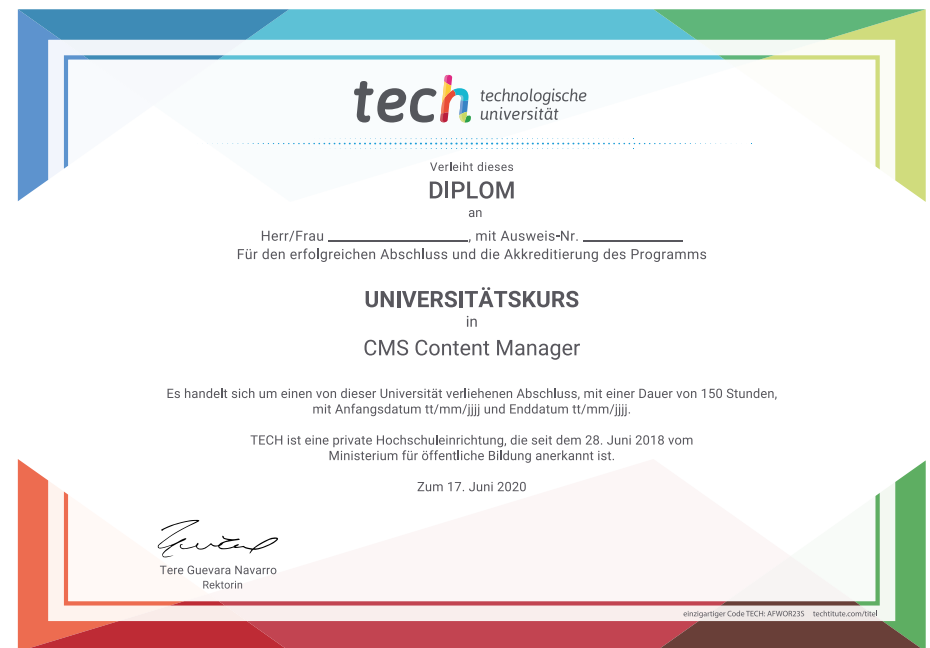 tech technologische
universität
Verleiht dieses
DIPLOM
an
Herr/Frau ____________________, mit Ausweis-Nr. ______________
Für den erfolgreichen Abschluss und die Akkreditierung des Programms
UNIVERSITÄTSKURS
in
CMS Content Manager
Es handelt sich um einen von dieser Universität verliehenen Abschluss, mit einer Dauer von 150 Stunden,
mit Anfangsdatum tt/mm/jjjj und Enddatum tt/mm/jjjj.
TECH ist eine private Hochschuleinrichtung, die seit dem 28. Juni 2018 vom
Ministerium für öffentliche Bildung anerkannt ist.
Zum 17. Juni 2020
Tere Guevara Navarro
Rektorin
einzigartiger Code TECH: AFWOR23S techtitute.com/titel